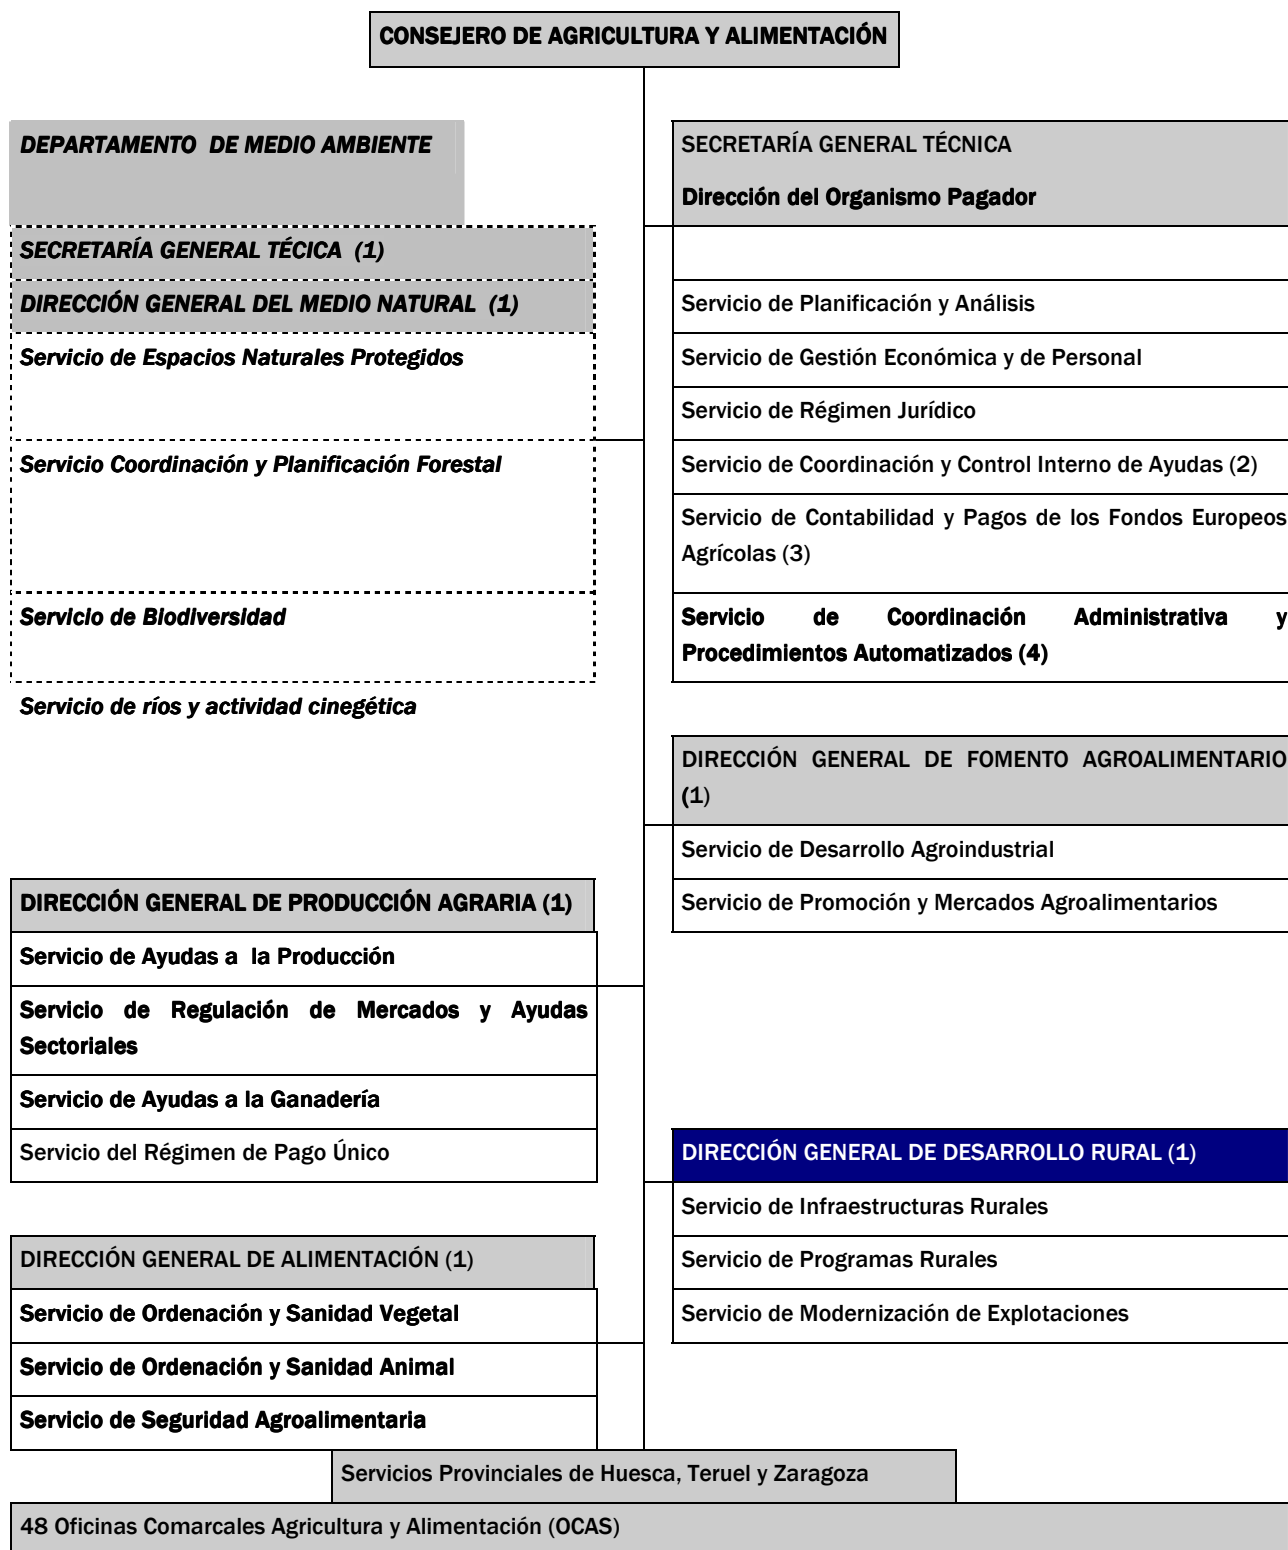 CONSEJERO DE AGRICULTURA Y ALIMENTACIÓN
DEPARTAMENTO DE MEDIO AMBIENTE
SECRETARÍA GENERAL TÉCICA (1)
DIRECCIÓN GENERAL DEL MEDIO NATURAL (1)
Servicio de Espacios Naturales Protegidos
Servicio Coordinación y Planificación Forestal
Servicio de Biodiversidad
Servicio de ríos y actividad cinegética
SECRETARÍA GENERAL TÉCNICA
Dirección del Organismo Pagador
Servicio de Planificación y Análisis
Servicio de Gestión Económica y de Personal
Servicio de Régimen Jurídico
Servicio de Coordinación y Control Interno de Ayudas (2)
Servicio de Contabilidad y Pagos de los Fondos Europeos
Agrícolas (3)
Servicio de Coordinación Administrativa y
Procedimientos Automatizados (4)
DIRECCIÓN GENERAL DE FOMENTO AGROALIMENTARIO
(1)
Servicio de Desarrollo Agroindustrial
Servicio de Promoción y Mercados Agroalimentarios
DIRECCIÓN GENERAL DE PRODUCCIÓN AGRARIA (1)
Servicio de Ayudas a la Producción
Servicio de Regulación de Mercados y Ayudas
Sectoriales
Servicio de Ayudas a la Ganadería
Servicio del Régimen de Pago Único
DIRECCIÓN GENERAL DE DESARROLLO RURAL (1)
Servicio de Infraestructuras Rurales
Servicio de Programas Rurales
Servicio de Modernización de Explotaciones
DIRECCIÓN GENERAL DE ALIMENTACIÓN (1)
Servicio de Ordenación y Sanidad Vegetal
Servicio de Ordenación y Sanidad Animal
Servicio de Seguridad Agroalimentaria
Servicios Provinciales de Huesca, Teruel y Zaragoza
48 Oficinas Comarcales Agricultura y Alimentación (OCAS)